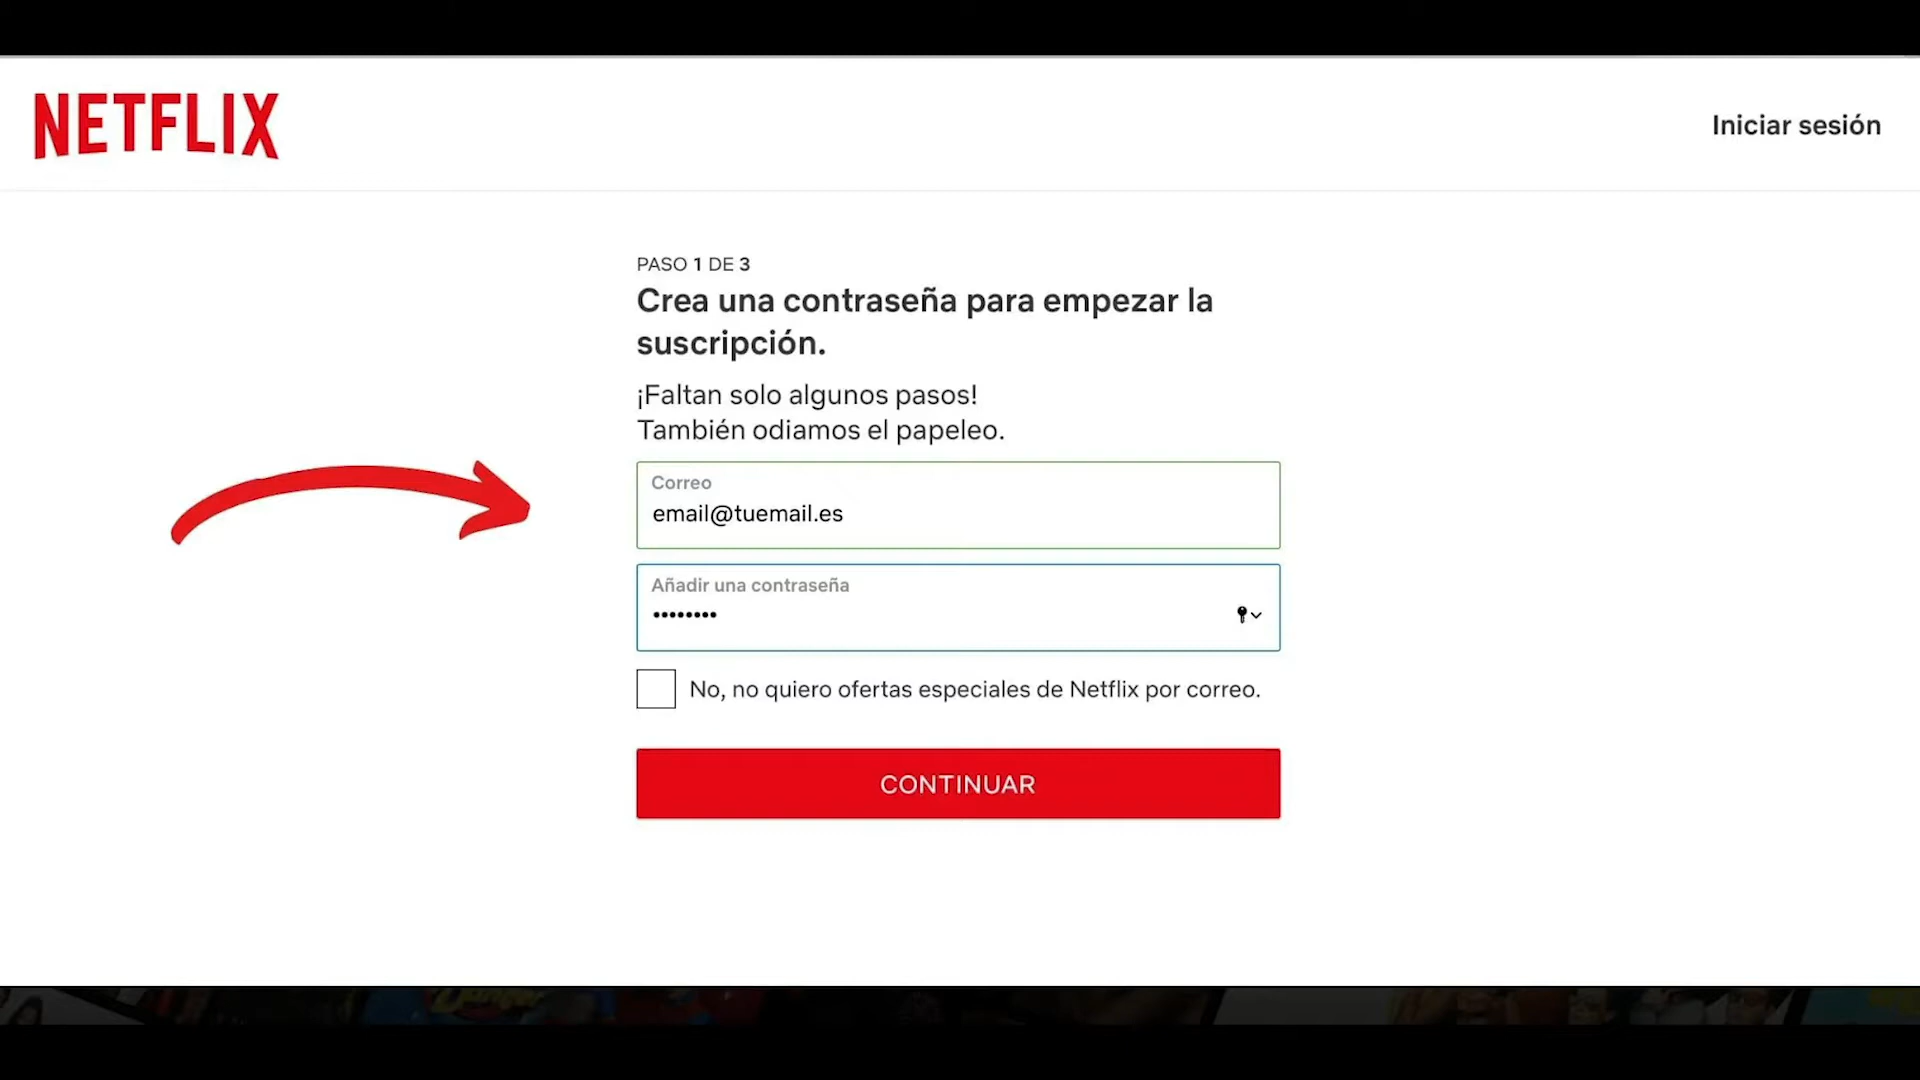 NETFLIX
Iniciar sesión
PASO 1 DE 3
Crea una contraseña para empezar la
suscripción.
¡Faltan solo algunos pasos!
También odiamos el papeleo.
Correo
email@tuemail.es
Añadir una contraseña
••••••••
No, no quiero ofertas especiales de Netflix por correo.
CONTINUAR